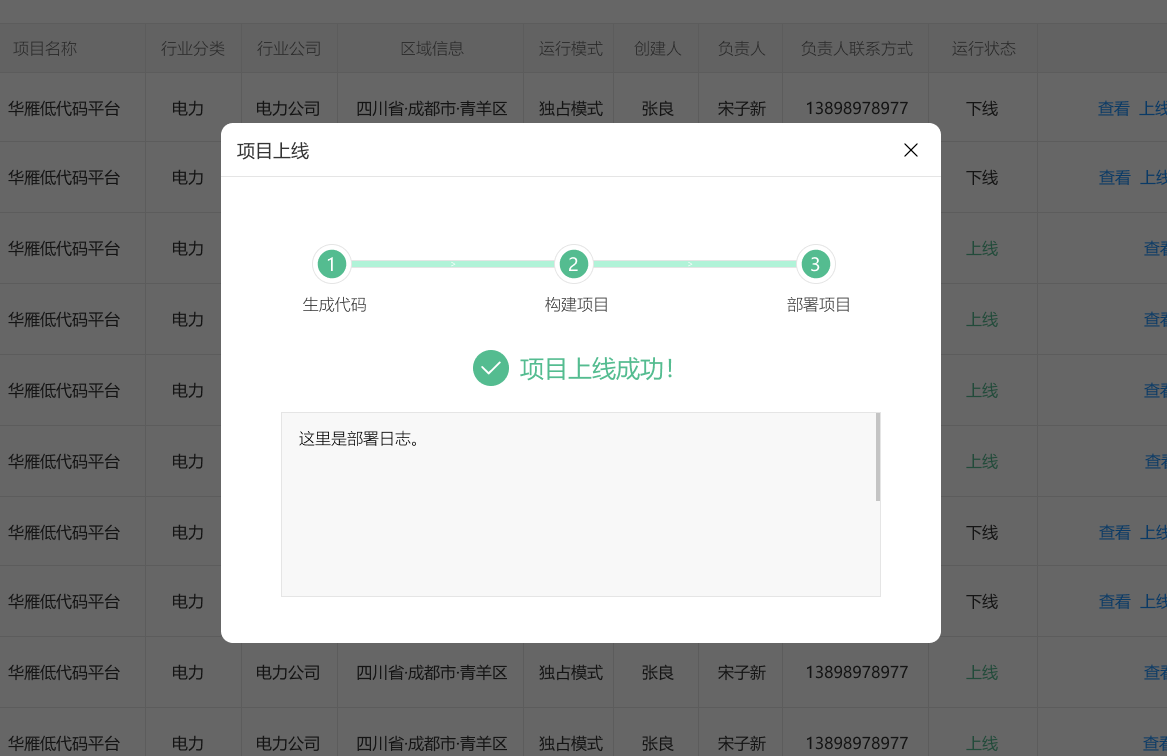 项目名称 行业分类 行业公司 区域信息 运行模式 创建人 负责人 负责人联系方式 运行状态
华雁低代码平台 电力 电力公司 四川省·成都市·青羊区 独占模式 张良 宋子新 13898978977 下线 查看 上线
项目上线
华雁低代码平台 电力 下线 查看 上线
华雁低代码平台 电力 上线 查看
1 2 3
生成代码 构建项目 部署项目
华雁低代码平台 电力 上线 查看
项目上线成功！
华雁低代码平台 电力 上线 查看
这里是部署日志。
华雁低代码平台 电力 上线 查看
华雁低代码平台 电力 下线 查看 上线
华雁低代码平台 电力 下线 查看 上线
华雁低代码平台 电力 电力公司 四川省·成都市·青羊区 独占模式 张良 宋子新 13898978977 上线 查看
华雁低代码平台 电力 电力公司 四川省·成都市·青羊区 独占模式 张良 宋子新 13898978977 上线 查看